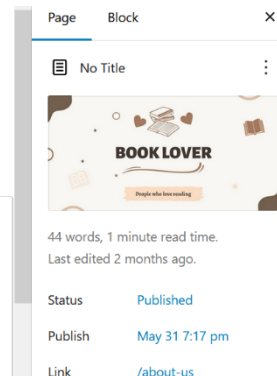 Page Block
No Title
BOOK LOVER
People who love reading
44 words, 1 minute read time.
Last edited 2 months ago.
Status Published
Publish May 31 7:17 pm
Link /about-us